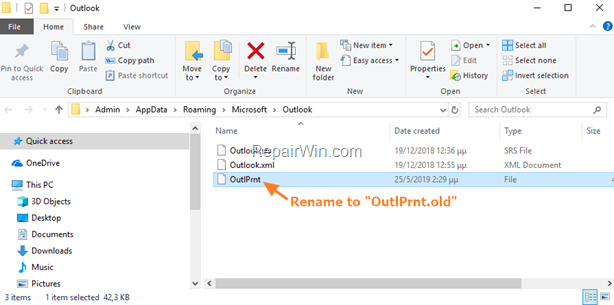 Outlook
File
Home
Share
View
Pin to Quick access
Copy
Paste
Cut
Copy path
Paste shortcut
Clipboard
Move to
Copy to
Delete
Rename
Organize
New folder
New item
Easy access
New
Properties
Open
Edit
History
Open
Select all
Select none
Invert selection
Select
Admin > AppData > Roaming > Microsoft > Outlook
Search Outlook
Quick access
OneDrive
This PC
3D Objects
Desktop
Documents
Downloads
Music
Pictures
Name
Date created
Type
Size
19/12/2018 12:36 μμ
SRS File
Outlook.xml
19/12/2018 12:55 μμ
XML Document
OutlPrnt
25/5/2019 2:29 μμ
File
RepairWin.com
Rename to "OutlPrnt.old"
3 items
1 item selected 42,3 KB